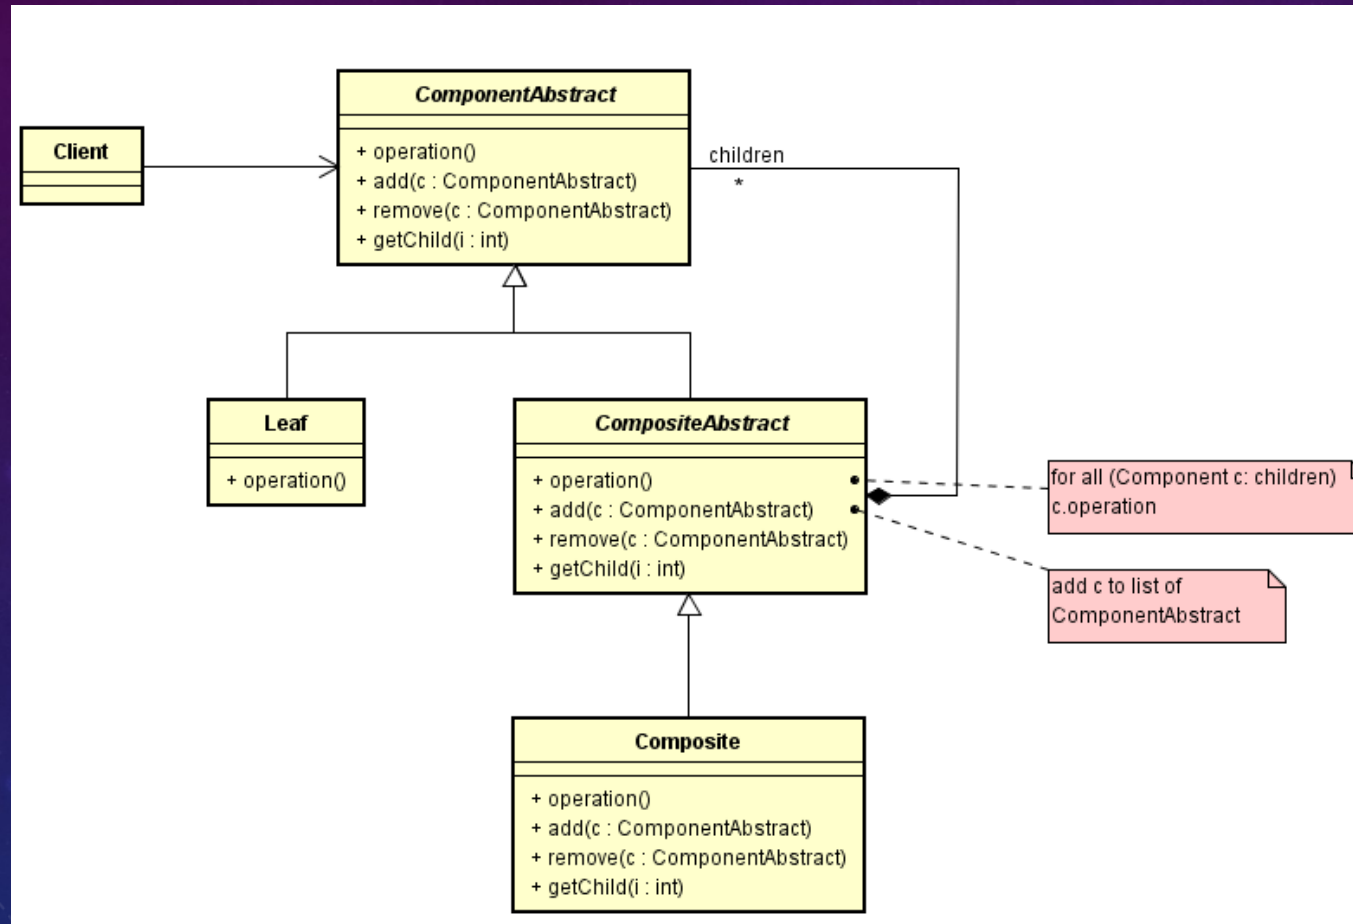 ComponentAbstract
+ operation()
+ add(c : ComponentAbstract)
+ remove(c : ComponentAbstract)
+ getChild(i : int)
Client
children
*
Leaf
+ operation()
CompositeAbstract
+ operation()
+ add(c : ComponentAbstract)
+ remove(c : ComponentAbstract)
+ getChild(i : int)
for all (Component c: children)
c.operation
add c to list of
ComponentAbstract
Composite
+ operation()
+ add(c : ComponentAbstract)
+ remove(c : ComponentAbstract)
+ getChild(i : int)